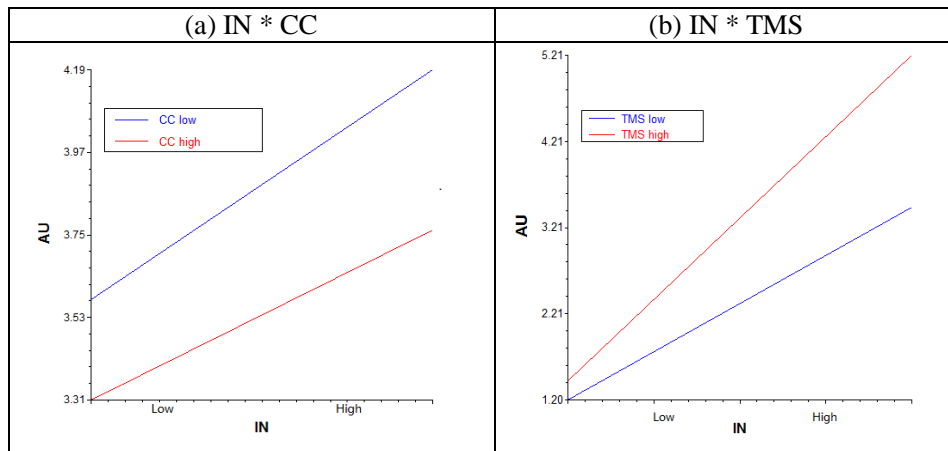 (a) IN * CC
(b) IN * TMS
4.19
CC low
CC high
3.97
AU
3.75
3.53
3.31
Low
High
IN
5.21
TMS low
TMS high
4.21
AU
3.21
2.21
1.20
Low
High
IN